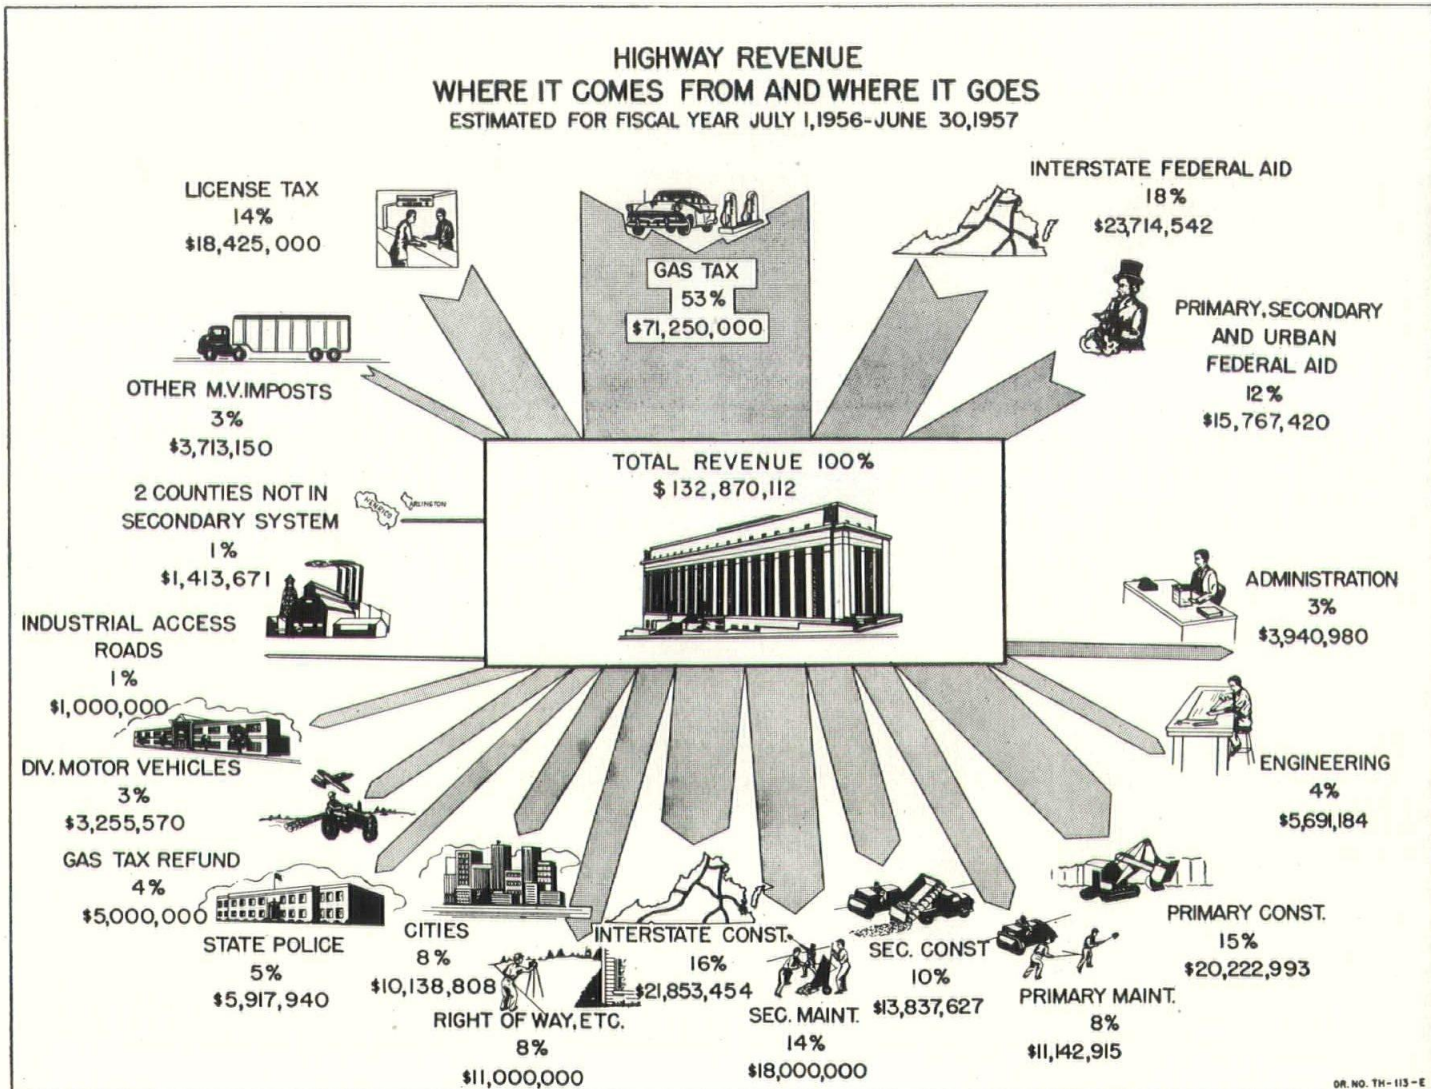 HIGHWAY REVENUE
WHERE IT COMES FROM AND WHERE IT GOES
ESTIMATED FOR FISCAL YEAR JULY 1, 1956-JUNE 30, 1957
LICENSE TAX
14%
$18,425,000
GAS TAX
53%
$71,250,000
INTERSTATE FEDERAL AID
18%
$23,714,542
PRIMARY, SECONDARY
AND URBAN
FEDERAL AID
12%
$15,767,420
OTHER M.V. IMPOSTS
3%
$3,713,150
TOTAL REVENUE 100%
$132,870,112
2 COUNTIES NOT IN
SECONDARY SYSTEM
1%
$1,413,671
HENRICO
ARLINGTON
INDUSTRIAL ACCESS
ROADS
1%
$1,000,000
DIV. MOTOR VEHICLES
3%
$3,255,570
GAS TAX REFUND
4%
$5,000,000
STATE POLICE
5%
$5,917,940
CITIES
8%
$10,138,808
RIGHT OF WAY, ETC.
8%
$11,000,000
INTERSTATE CONST.
16%
$21,853,454
SEC. MAINT.
14%
$18,000,000
SEC. CONST
10%
$13,837,627
PRIMARY MAINT.
8%
$11,142,915
PRIMARY CONST.
15%
$20,222,993
ENGINEERING
4%
$5,691,184
ADMINISTRATION
3%
$3,940,980
DR. NO. TH-113-E